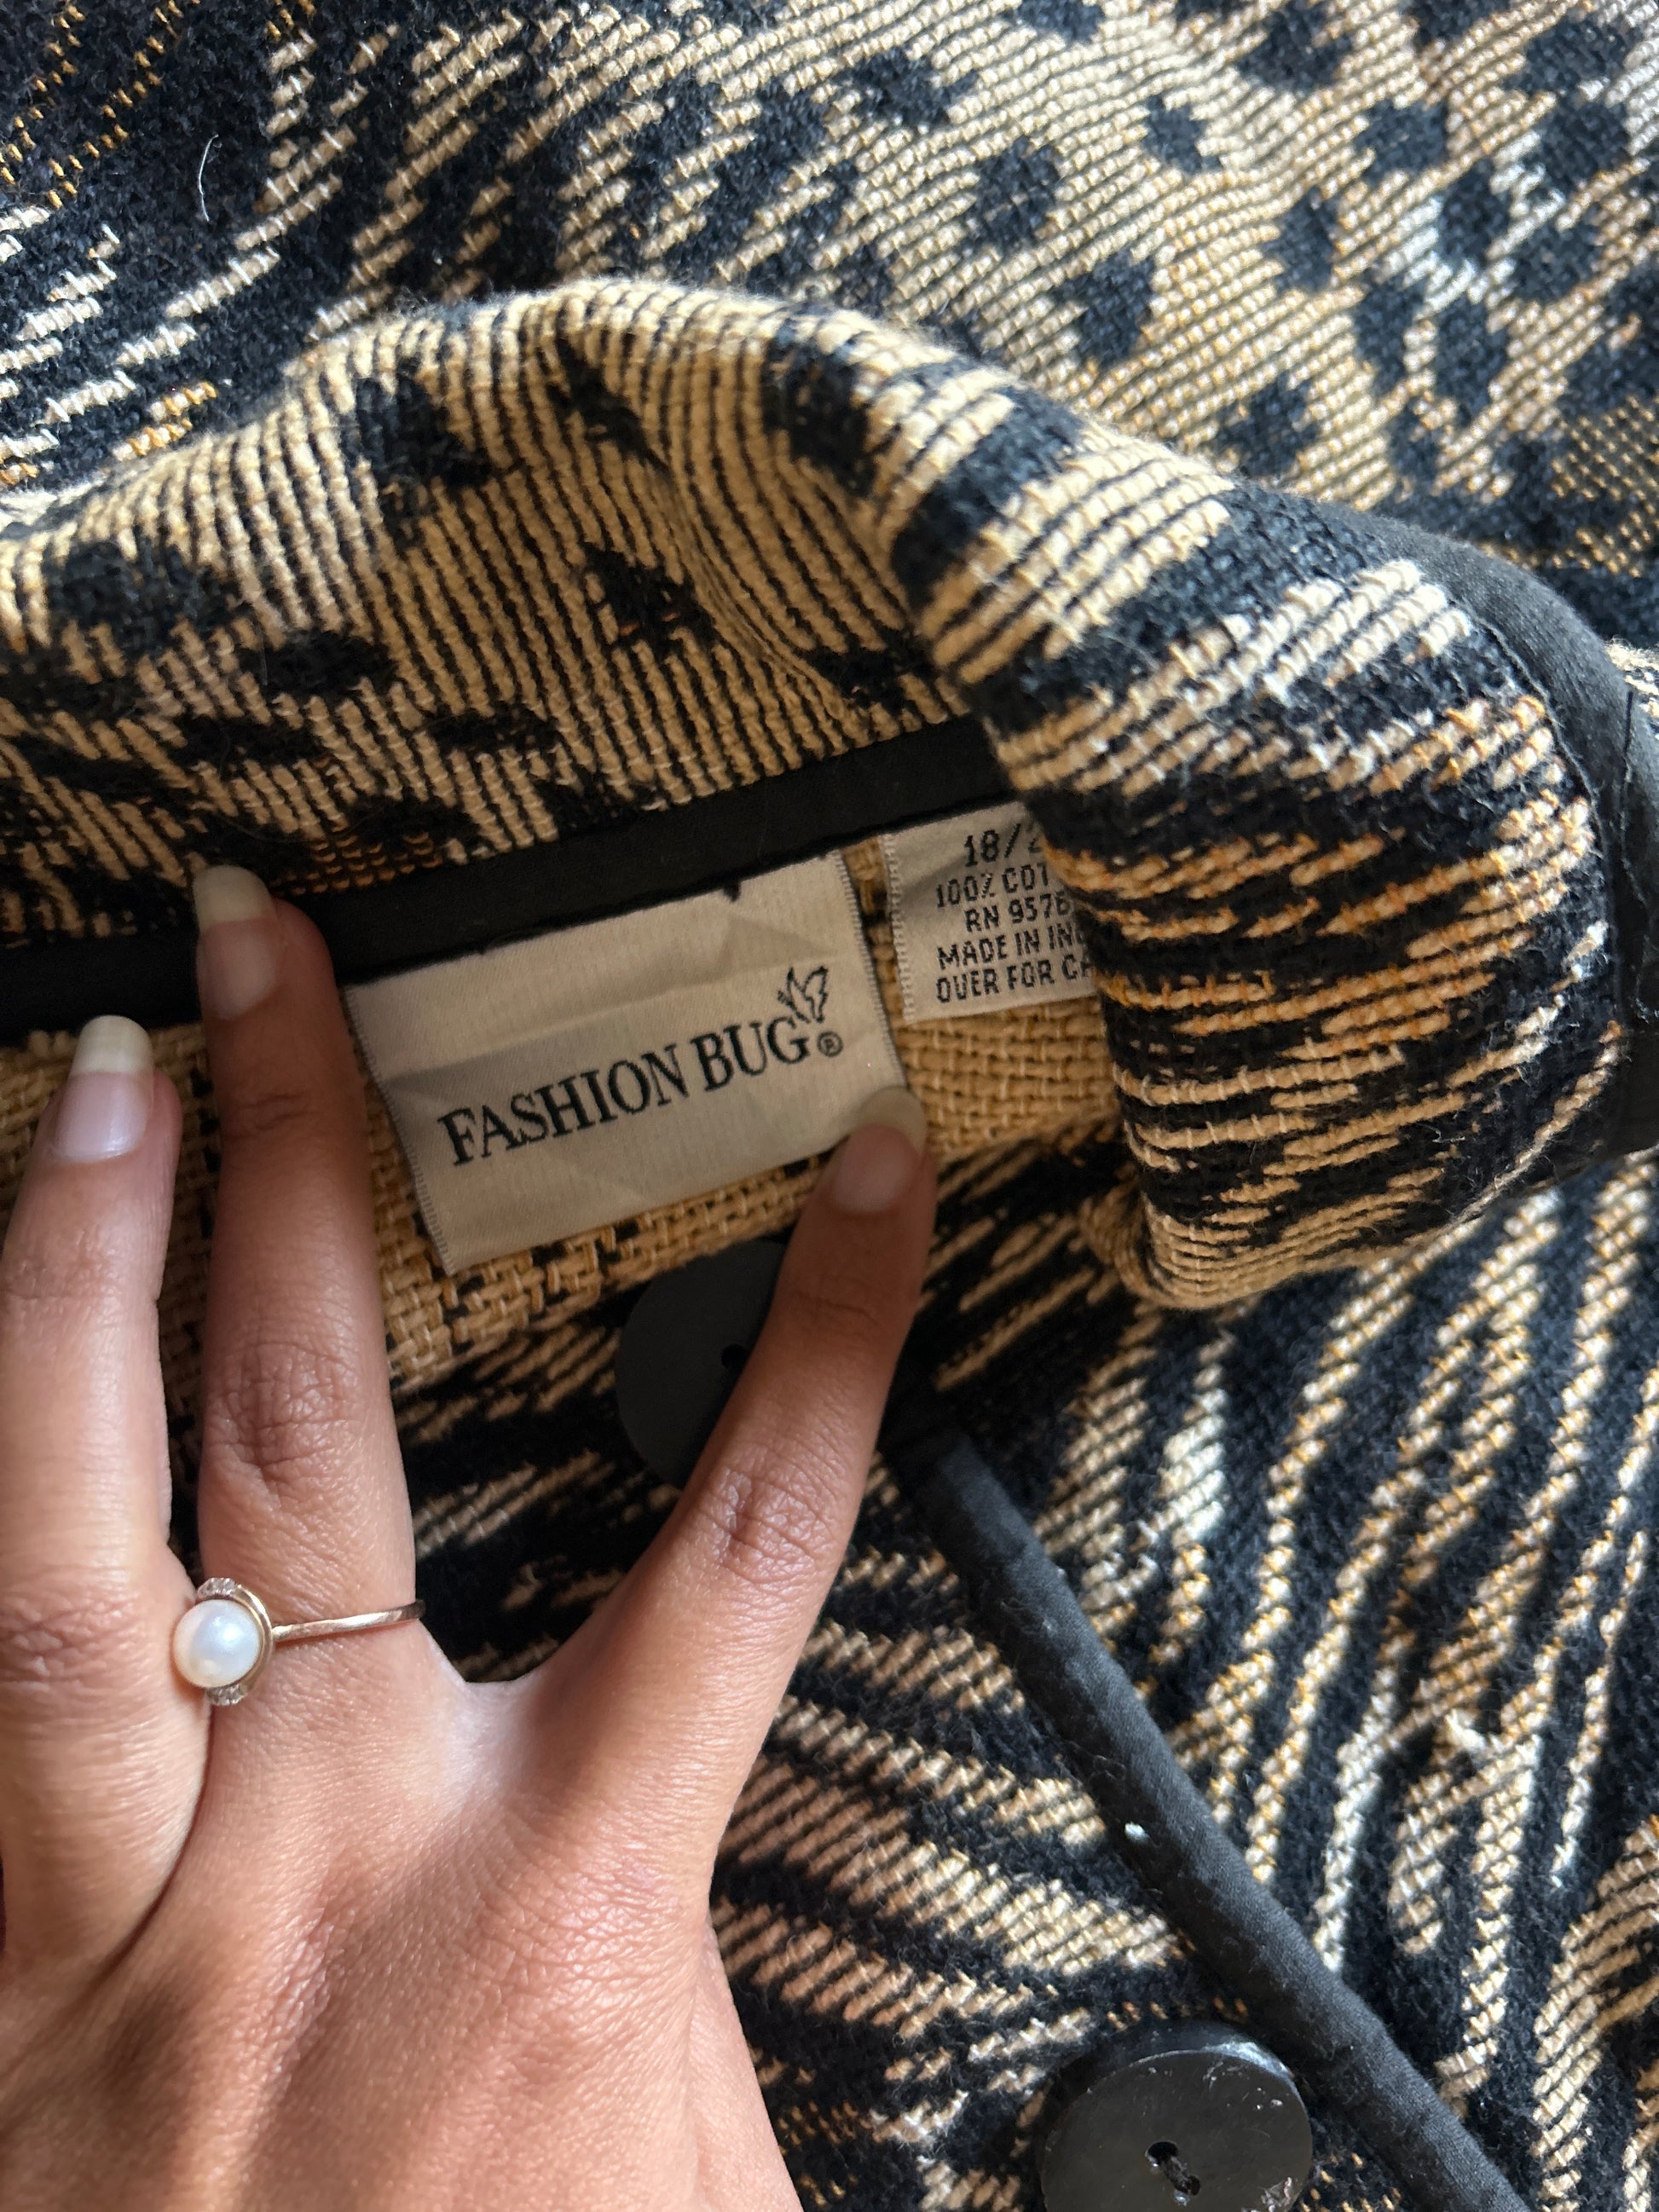 FASHION BUG®
18/2
100% COT
RN 9576
MADE IN IN
OVER FOR CA